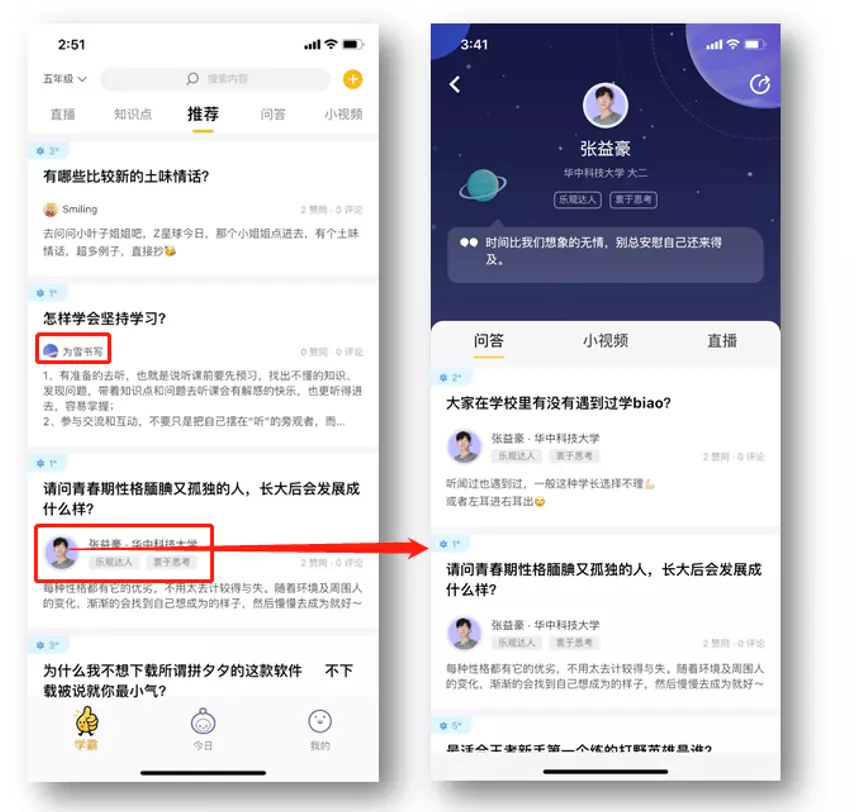 2:51
五年级
搜索内容
直播
知识点
推荐
问答
小视频
3°
有哪些比较新的土味情话?
Smiling
2 赞同 · 0 评论
去问问小叶子姐姐吧，Z星球今日，那个小姐姐点进去，有个土味
情话，超多例子，直接抄
1°
怎样学会坚持学习?
为雪书写
0 赞同 · 0 评论
1、有准备的去听，也就是说听课前要先预习，找出不懂的知识、
发现问题，带着知识点和问题去听课会有解惑的快乐，也更听得进
去，容易掌握；
2、参与交流和互动，不要只是把自己摆在“听”的旁观者，而...
1°
请问青春期性格腼腆又孤独的人，长大后会发展成
什么样?
张益豪 · 华中科技大学
乐观达人
衷于思考
2 赞同 · 0 评论
每种性格都有它的优劣，不用太去计较得与失。随着环境及周围人
的变化，渐渐的会找到自己想成为的样子，然后慢慢去成为就好～
3°
为什么我不想下载所谓拼夕夕的这款软件 不下
载被说就你最小气?
学霸
今日
我的
3:41
张益豪
华中科技大学 大二
乐观达人
衷于思考
时间比我们想象的无情，别总安慰自己还来得
及。
问答
小视频
直播
2°
大家在学校里有没有遇到过学biao?
张益豪 · 华中科技大学
乐观达人
衷于思考
2 赞同 · 0 评论
听闻过也遇到过，一般这种学长选择不理
或者左耳进右耳出
1°
请问青春期性格腼腆又孤独的人，长大后会发展成
什么样?
张益豪 · 华中科技大学
乐观达人
衷于思考
2 赞同 · 0 评论
每种性格都有它的优劣，不用太去计较得与失。随着环境及周围人
的变化，渐渐的会找到自己想成为的样子，然后慢慢去成为就好～
5°
最适合王者新手第一个练的打野英雄是谁?